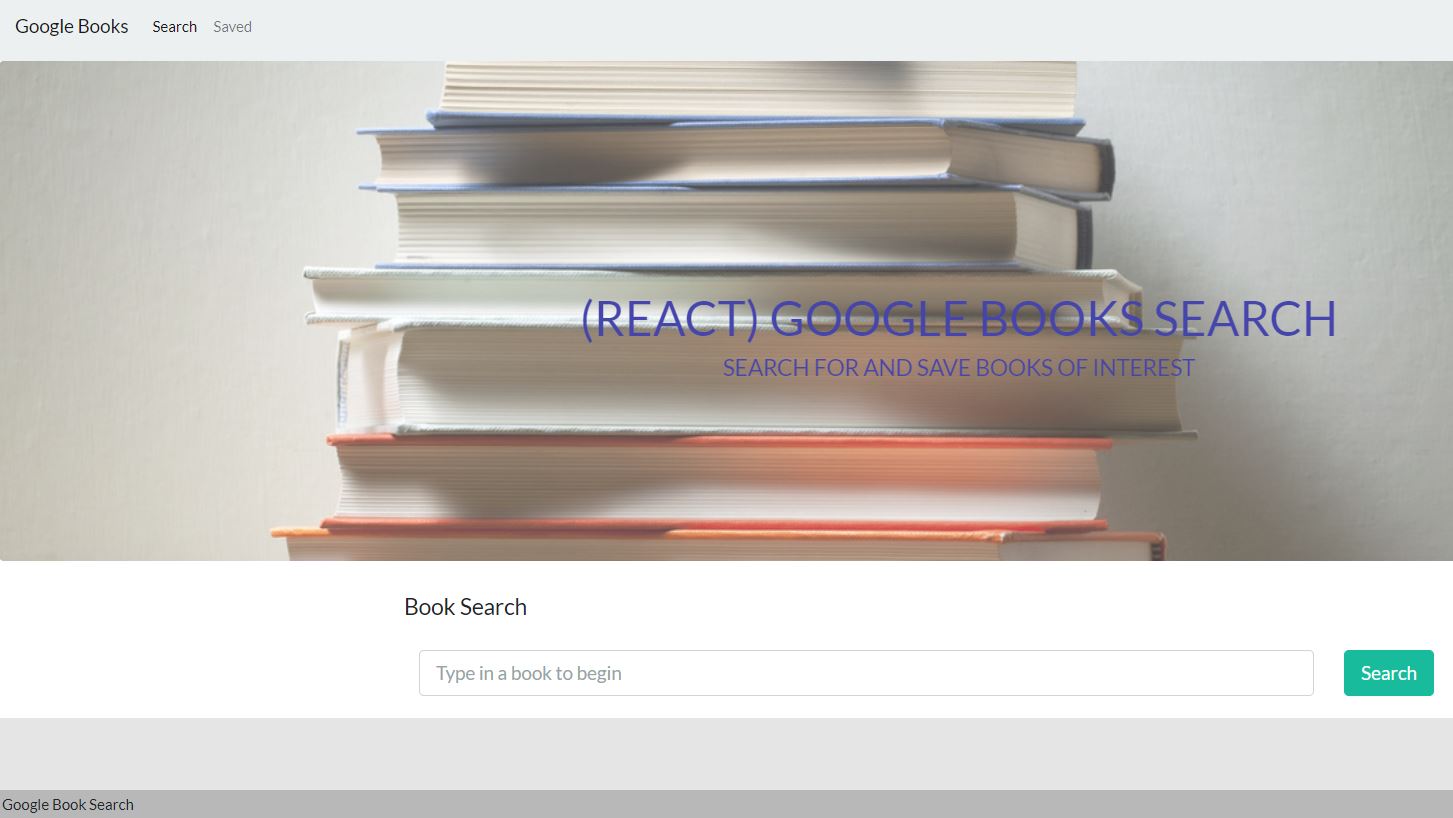 Google Books Search Saved
(REACT) GOOGLE BOOKS SEARCH
SEARCH FOR AND SAVE BOOKS OF INTEREST
Book Search
Type in a book to begin Search
Google Book Search